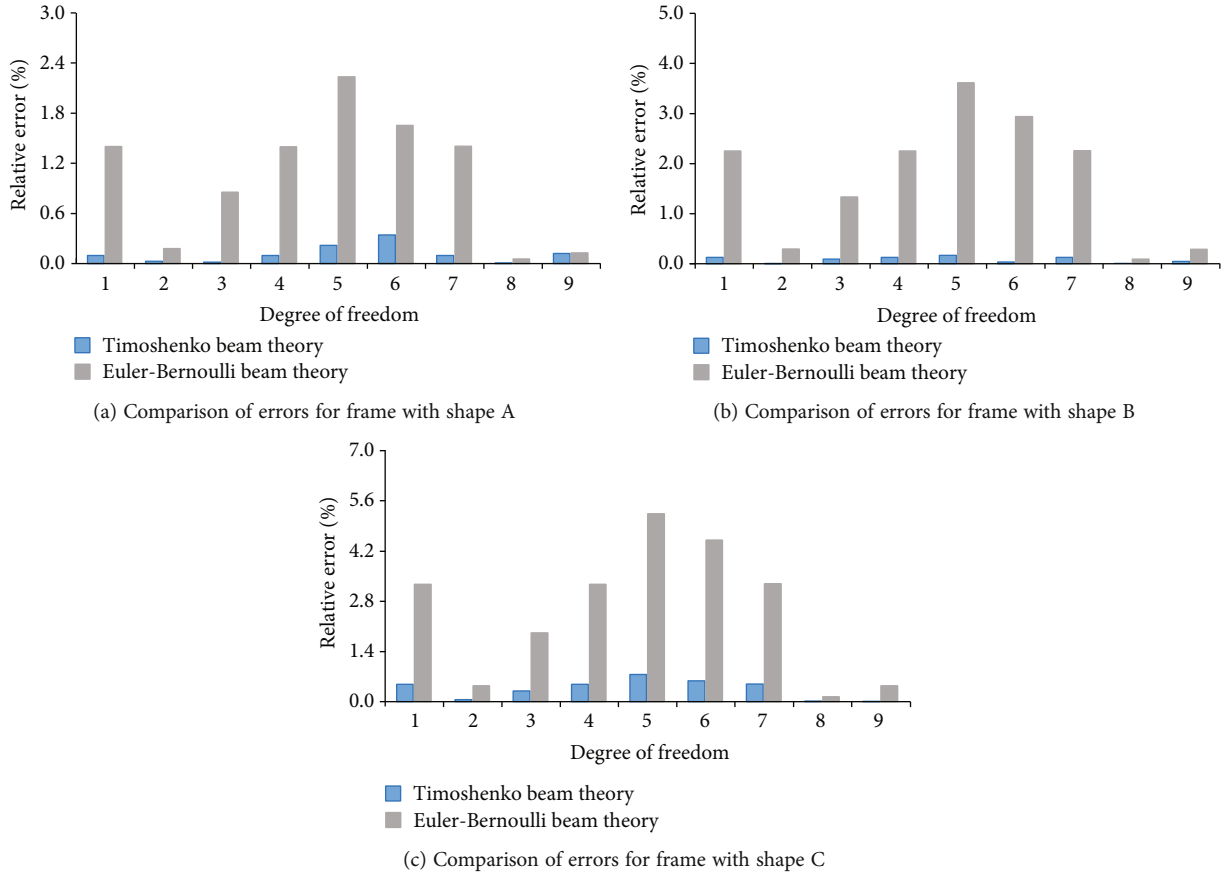 3.0
2.4
1.8
1.2
0.6
0.0
Relative error (%)
1 2 3 4 5 6 7 8 9
Degree of freedom
Timoshenko beam theory
Euler-Bernoulli beam theory
(a) Comparison of errors for frame with shape A
5.0
4.0
3.0
2.0
1.0
0.0
Relative error (%)
1 2 3 4 5 6 7 8 9
Degree of freedom
Timoshenko beam theory
Euler-Bernoulli beam theory
(b) Comparison of errors for frame with shape B
7.0
5.6
4.2
2.8
1.4
0.0
Relative error (%)
1 2 3 4 5 6 7 8 9
Degree of freedom
Timoshenko beam theory
Euler-Bernoulli beam theory
(c) Comparison of errors for frame with shape C